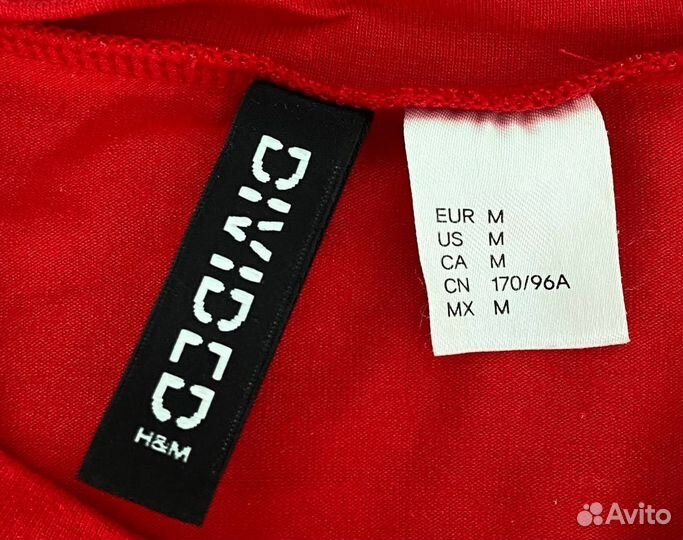 DIVIDED
H&M
EUR M
US M
CA M
CN 170/96A
MX M
Avito